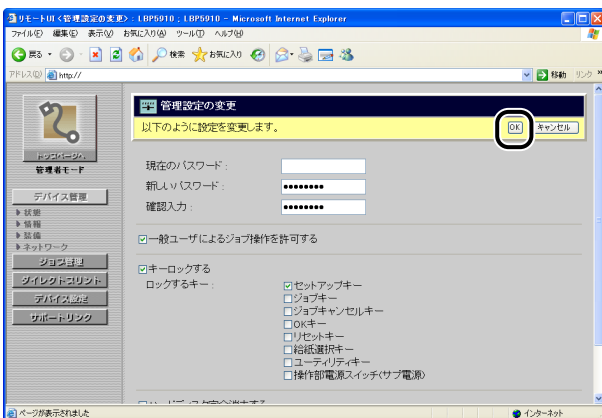 リモートUI<管理設定の変更> : LBP5910 ; LBP5910 - Microsoft Internet Explorer
ファイル(F) 編集(E) 表示(V) お気に入り(A) ツール(T) ヘルプ(H)
戻る 検索 お気に入り
アドレス(D) http:// 移動 リンク »
管理設定の変更
以下のように設定を変更します。 OK キャンセル
トップページへ
管理者モード
デバイス管理
状態
情報
装備
ネットワーク
ジョブ管理
ダイレクトプリント
デバイス設定
サポートリンク
現在のパスワード :
新しいパスワード : ●●●●●●●●
確認入力 : ●●●●●●●●
一般ユーザによるジョブ操作を許可する
キーロックする
ロックするキー : セットアップキー
ジョブキー
ジョブキャンセルキー
OKキー
リセットキー
給紙選択キー
ユーティリティキー
操作部電源スイッチ(サブ電源)
ページが表示されました インターネット